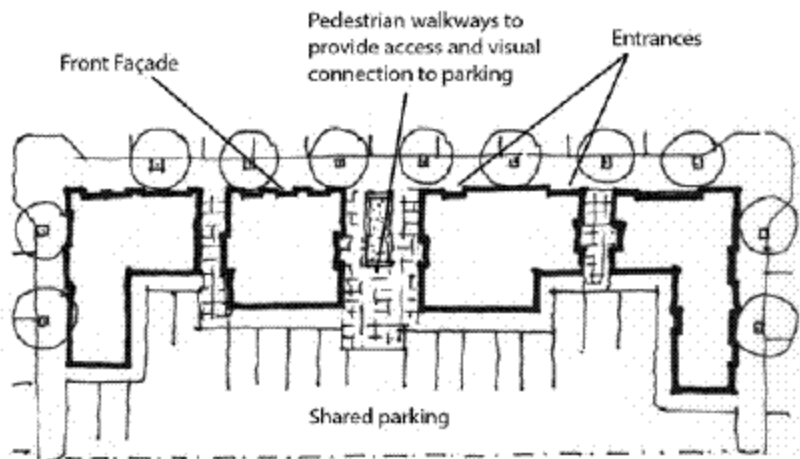 Pedestrian walkways to
provide access and visual
connection to parking
Entrances
Front Façade
Shared parking